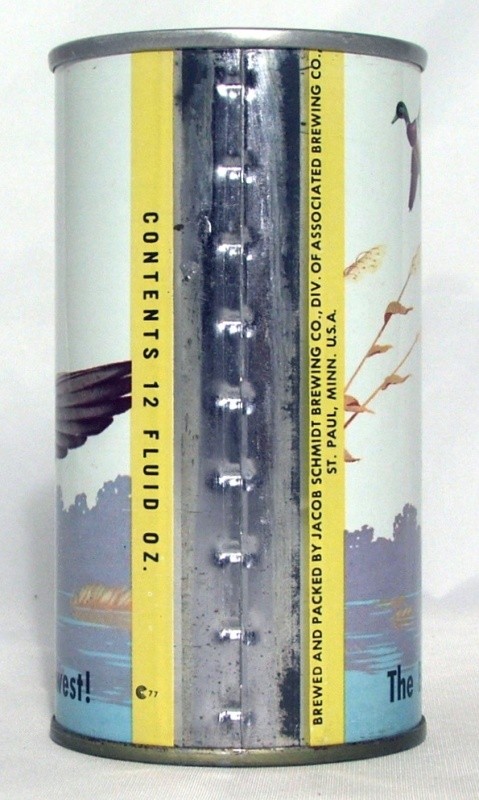 CONTENTS 12 FLUID OZ.
BREWED AND PACKED BY JACOB SCHMIDT BREWING CO., DIV. OF ASSOCIATED BREWING CO.,
ST. PAUL, MINN. U.S.A.
west!
77
The